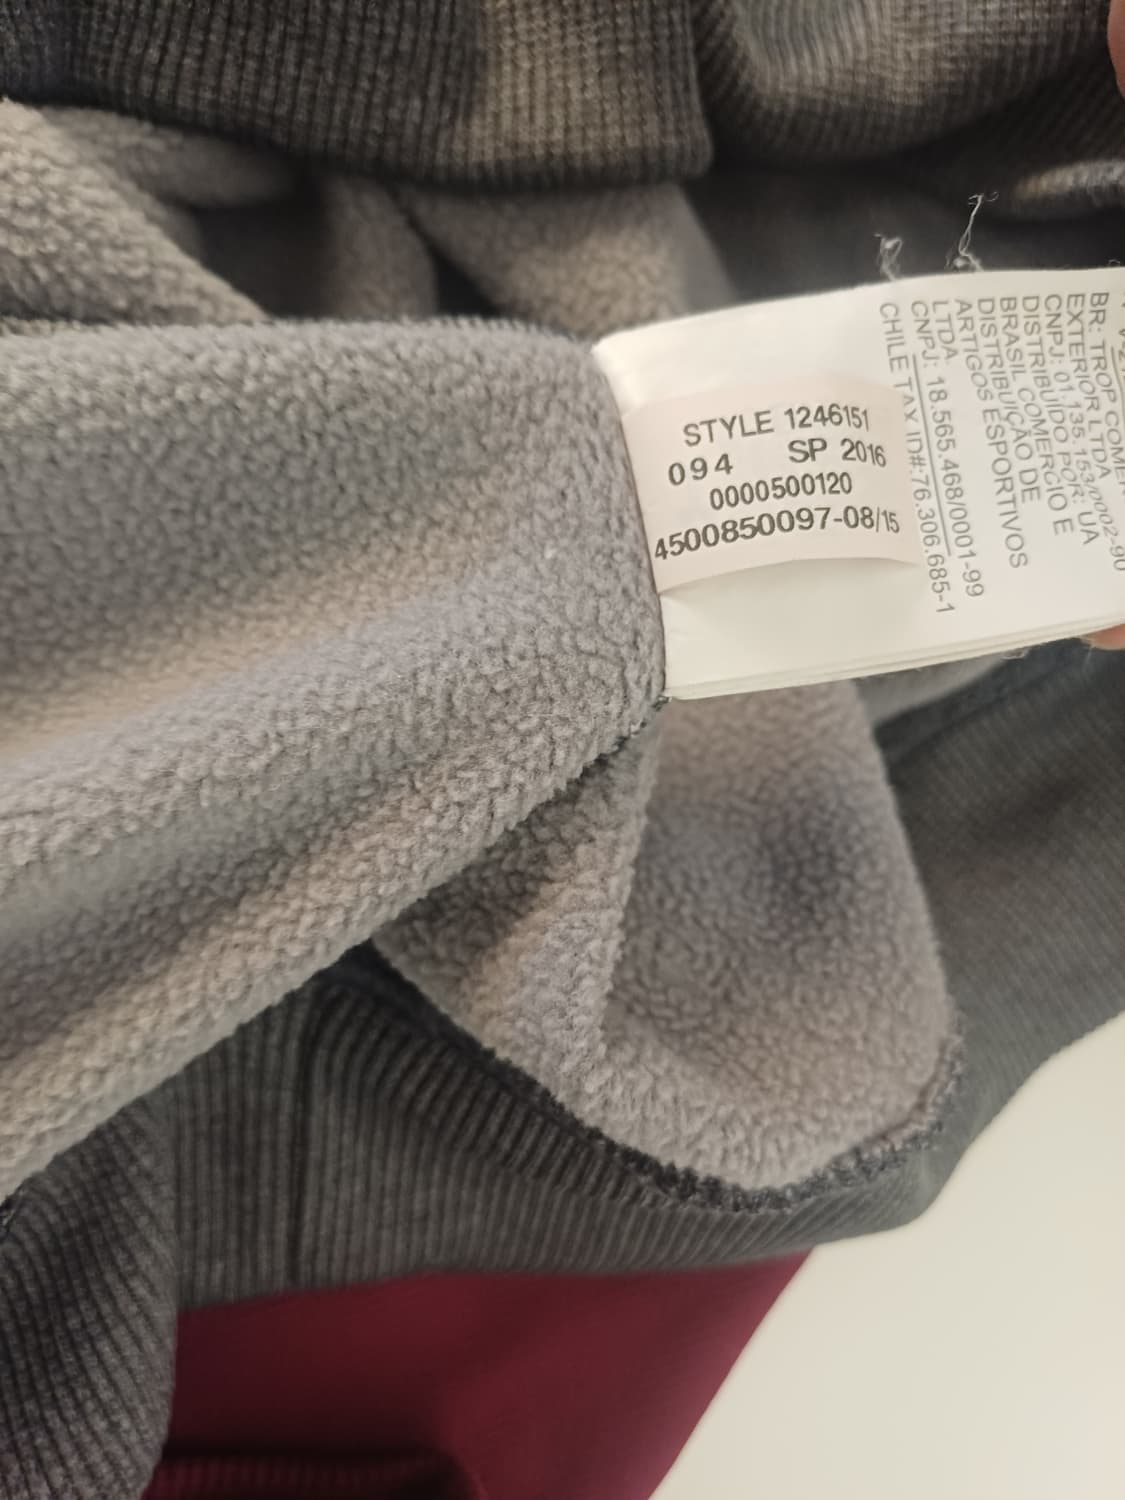 STYLE 1246151
094 SP 2016
0000500120
4500850097-08/15
BR: TROP COMER
EXTERIOR LTDA
CNPJ: 01.135.153/0002-90
DISTRIBUÍDO POR: UA
BRASIL COMERCIO E
DISTRIBUIÇÃO DE
ARTIGOS ESPORTIVOS
LTDA
CNPJ: 18.565.468/0001-99
CHILE TAX ID#:76.306.685-1